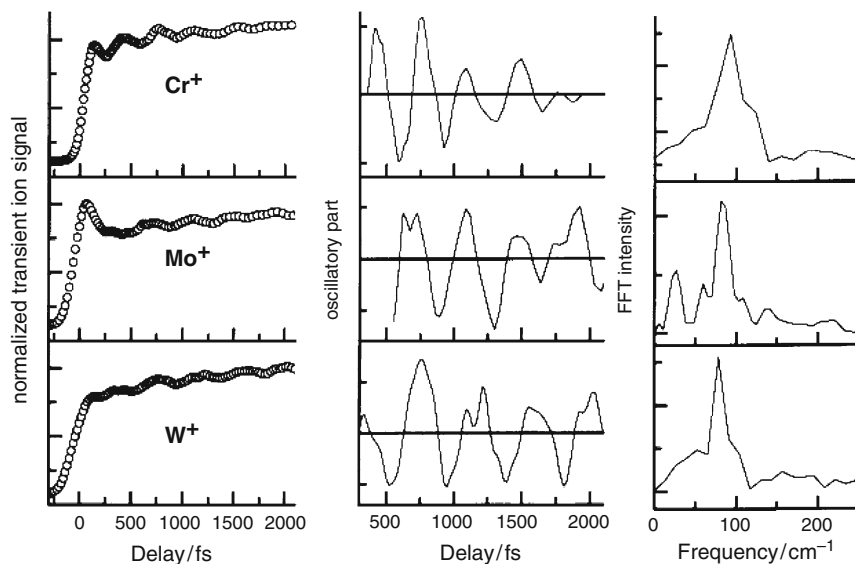 normalized transient ion signal
Cr+
Mo+
W+
0 500 1000 1500 2000
Delay/fs
oscillatory part
500 1000 1500 2000
Delay/fs
FFT intensity
0 100 200
Frequency/cm⁻¹